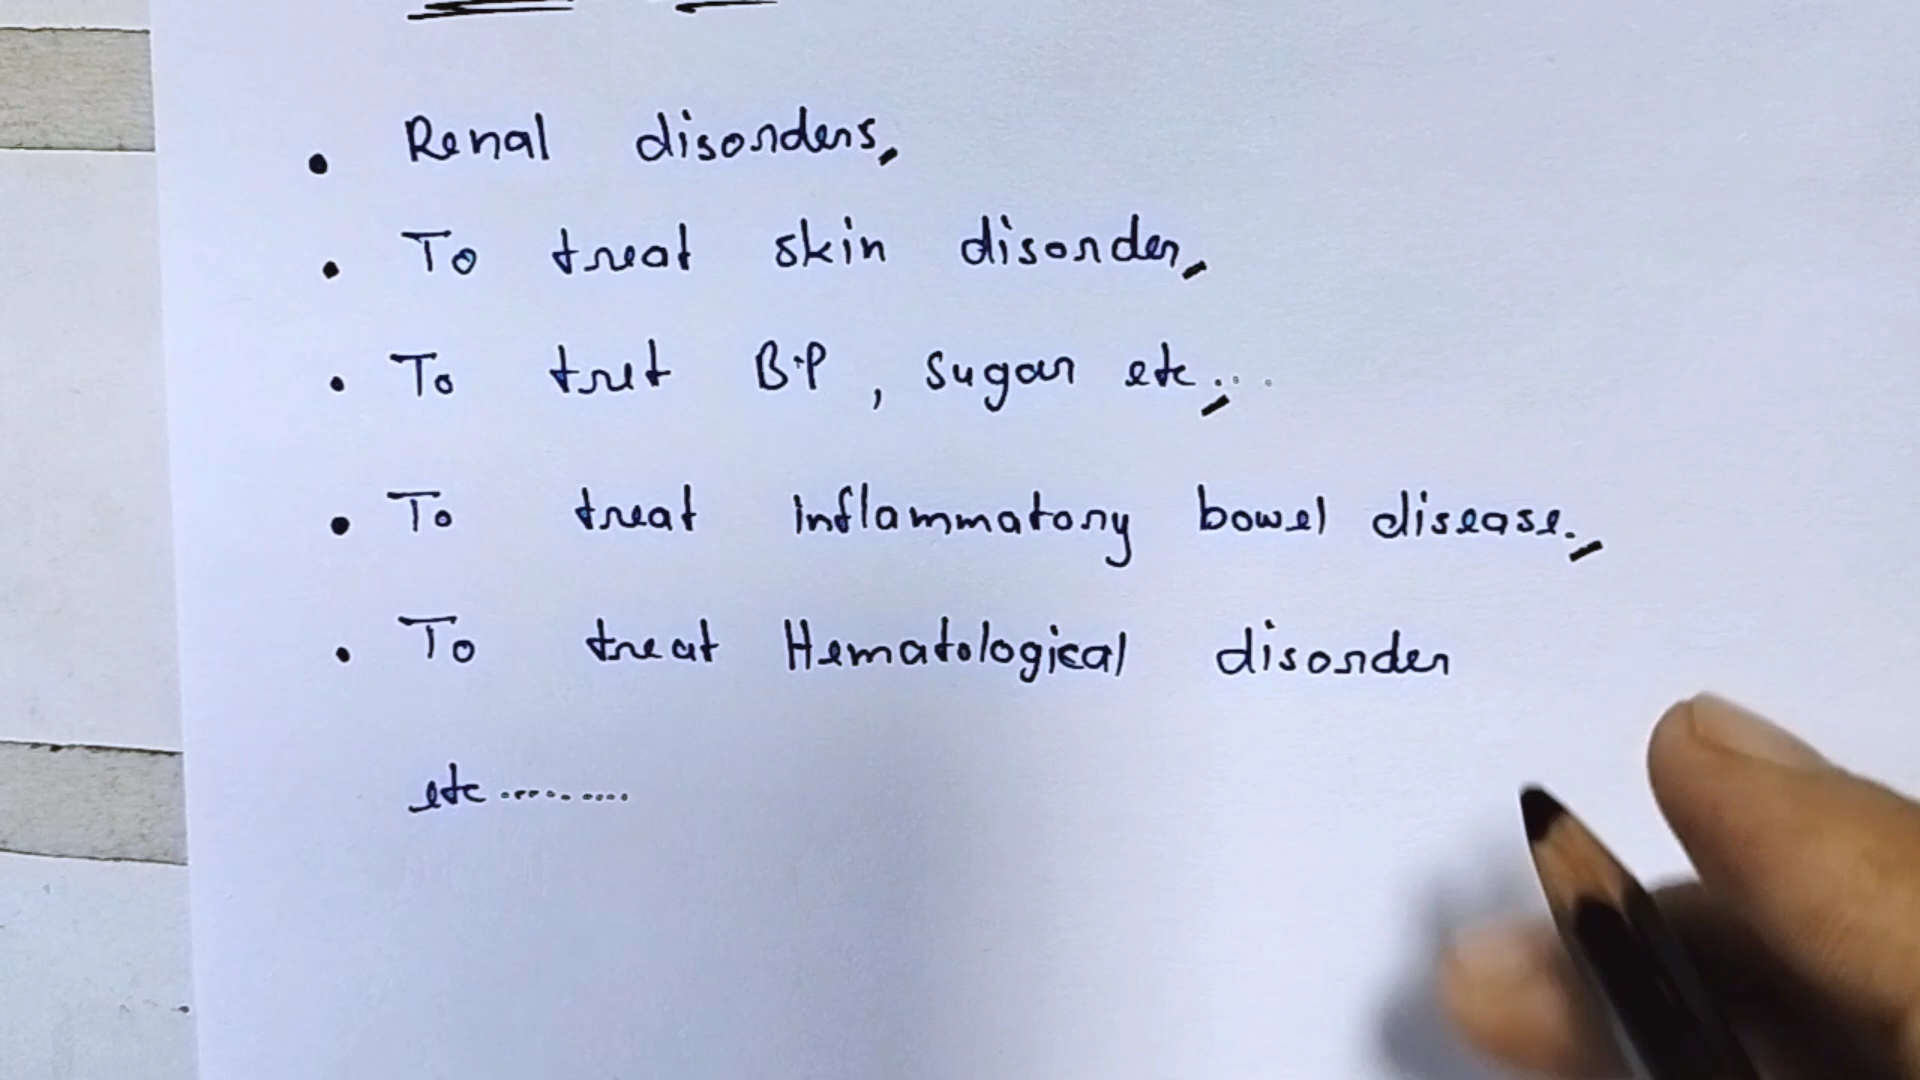 Renal disorders,
To treat skin disorder,
To tret B.P, sugar etc...
To treat inflammatory bowel disease.
To treat Hematological disorder
etc..........